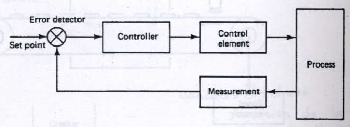 Error detector
Set point
Controller
Control
element
Process
Measurement